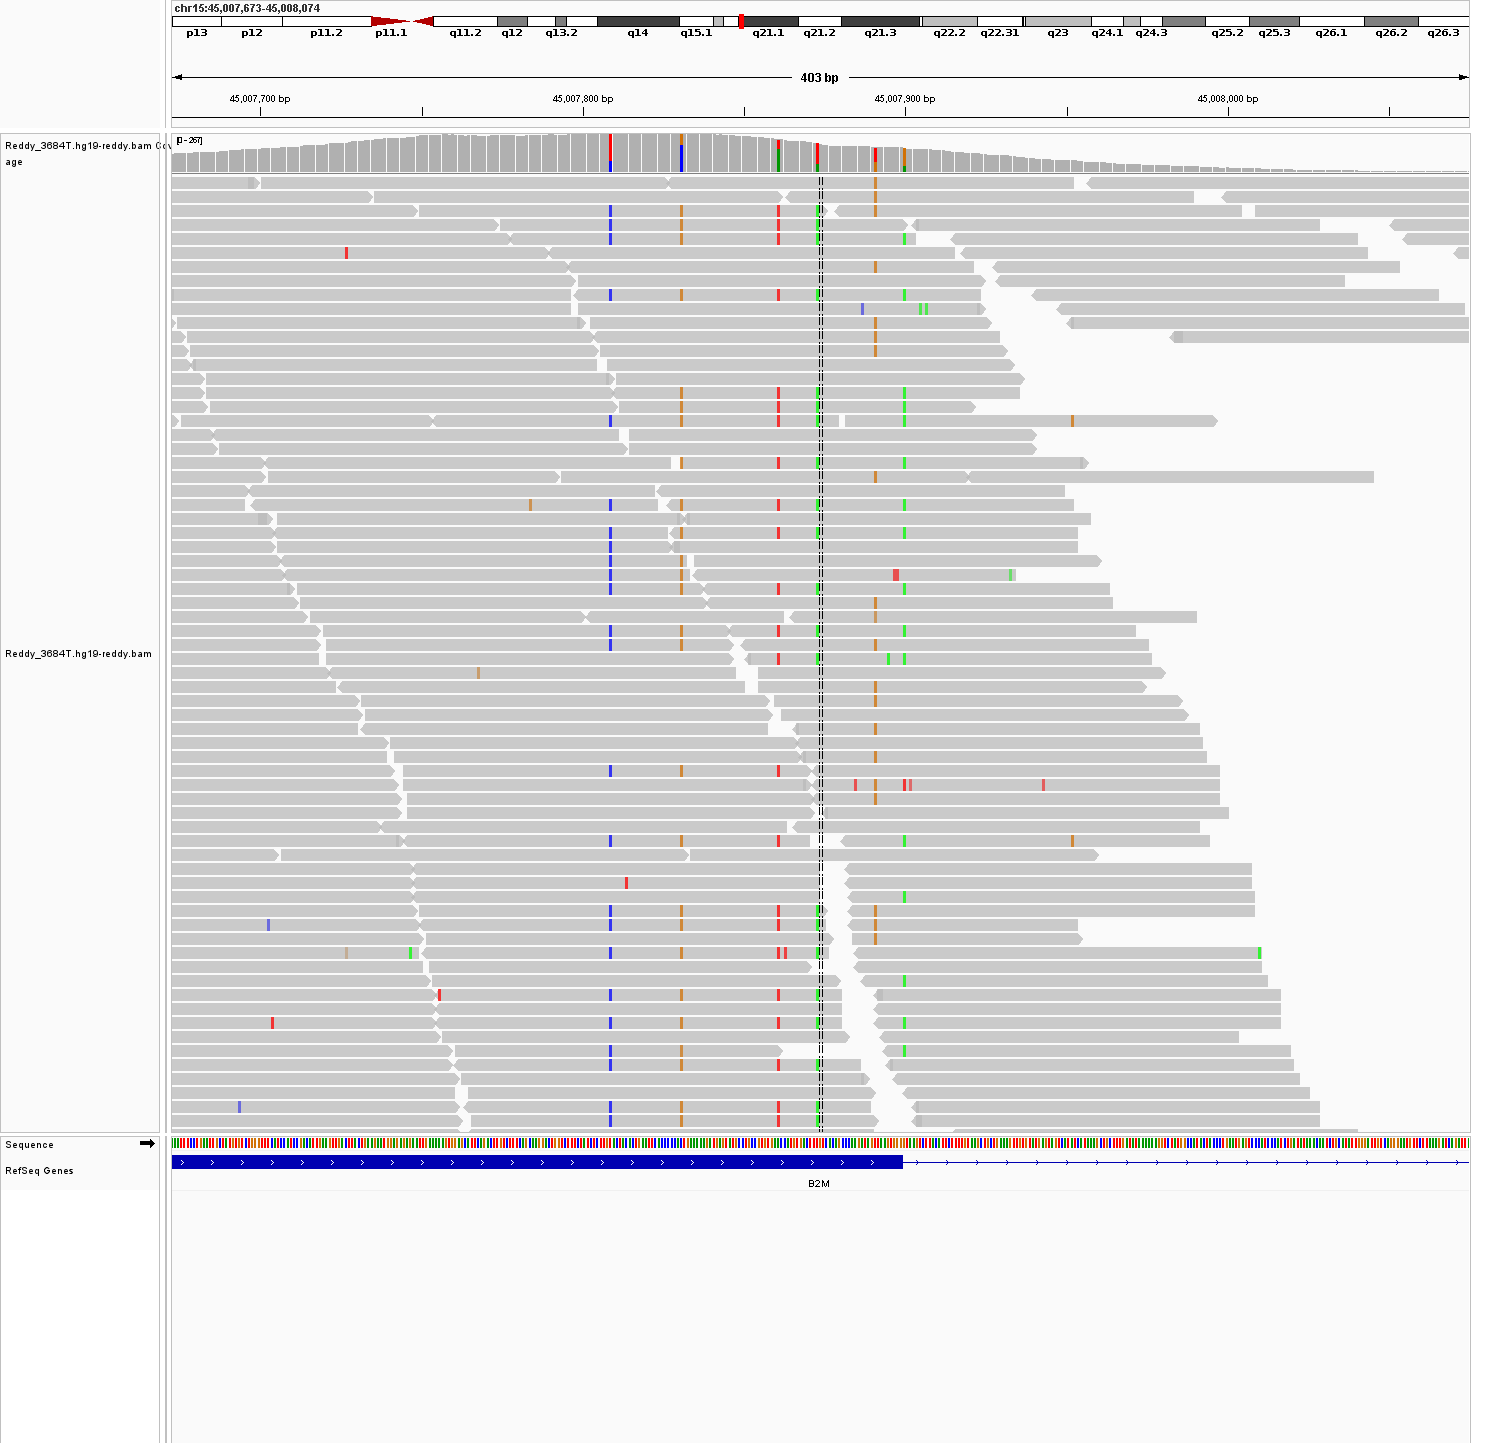 chr15:45,007,673-45,008,074
p13 p12 p11.2 p11.1 q11.2 q12 q13.2 q14 q15.1 q21.1 q21.2 q21.3 q22.2 q22.31 q23 q24.1 q24.3 q25.2 q25.3 q26.1 q26.2 q26.3
403 bp
45,007,700 bp 45,007,800 bp 45,007,900 bp 45,008,000 bp
[0-267]
Reddy_3684T.hg19-reddy.bam Cov
age
Reddy_3684T.hg19-reddy.bam
Sequence
RefSeq Genes
B2M